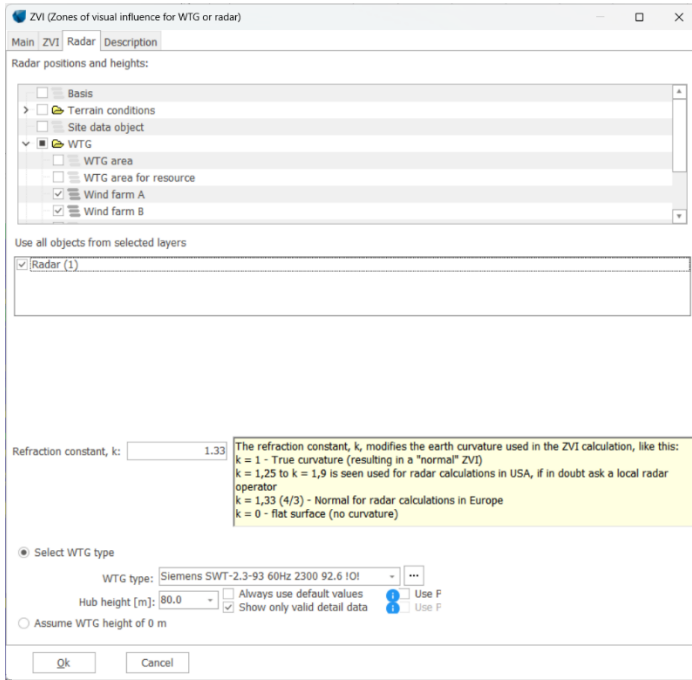 ZVI (Zones of visual influence for WTG or radar)
Main ZVI Radar Description
Radar positions and heights:
Basis
Terrain conditions
Site data object
WTG
WTG area
WTG area for resource
Wind farm A
Wind farm B
Use all objects from selected layers
Radar (1)
Refraction constant, k: 1.33
The refraction constant, k, modifies the earth curvature used in the ZVI calculation, like this:
k = 1 - True curvature (resulting in a "normal" ZVI)
k = 1,25 to k = 1,9 is seen used for radar calculations in USA, if in doubt ask a local radar
operator
k = 1,33 (4/3) - Normal for radar calculations in Europe
k = 0 - flat surface (no curvature)
Select WTG type
WTG type: Siemens SWT-2.3-93 60Hz 2300 92.6 !O! ...
Hub height [m]: 80.0
Always use default values
Use F
Show only valid detail data
Use F
Assume WTG height of 0 m
Ok Cancel